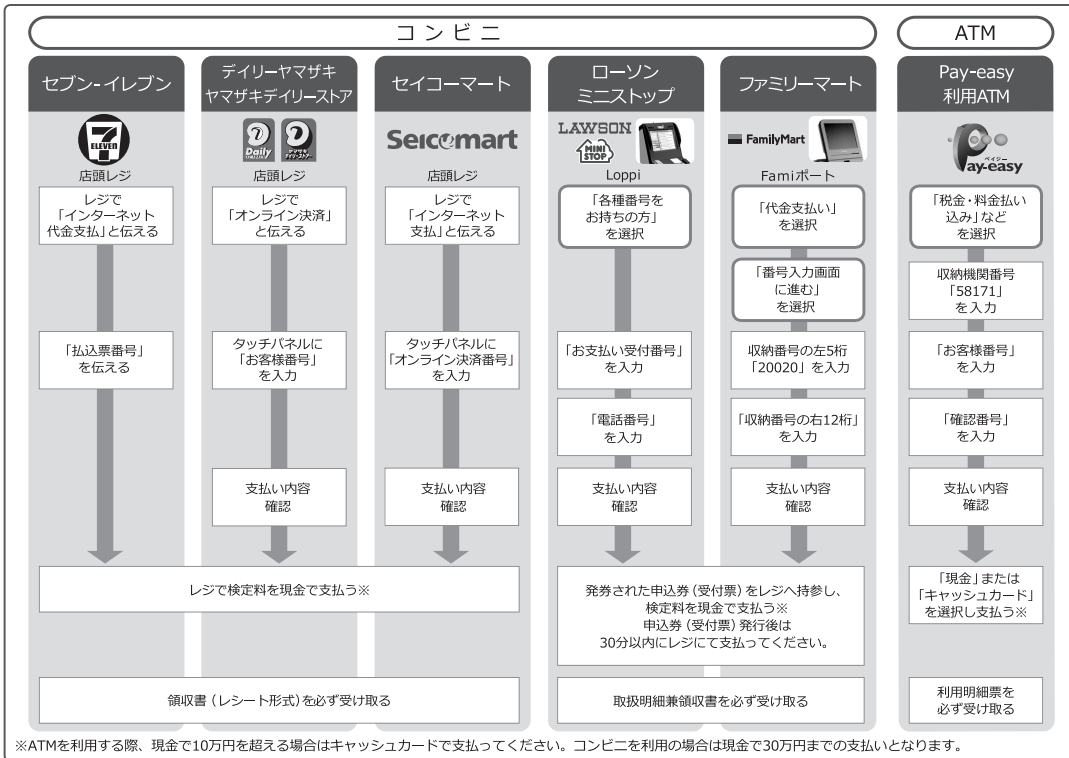 コンビニ
ATM
セブン-イレブン
デイリーヤマザキ
ヤマザキデイリーストア
セイコーマート
ローソン
ミニストップ
ファミリーマート
Pay-easy
利用ATM
7
ELEVEN
Daily
YAMAZAKI
ヤマザキ
デイリーストアー
Seicomart
LAWSON
MINI
STOP
FamilyMart
ペイジー
Pay-easy
店頭レジ
店頭レジ
店頭レジ
Loppi
Famiポート
レジで
「インターネット
代金支払」と伝える
レジで
「オンライン決済」
と伝える
レジで
「インターネット
支払」と伝える
「各種番号を
お持ちの方」
を選択
「代金支払い」
を選択
「税金・料金払い
込み」など
を選択
「番号入力画面
に進む」
を選択
収納機関番号
「58171」
を入力
「払込票番号」
を伝える
タッチパネルに
「お客様番号」
を入力
タッチパネルに
「オンライン決済番号」
を入力
「お支払い受付番号」
を入力
収納番号の左5桁
「20020」を入力
「お客様番号」
を入力
「電話番号」
を入力
「収納番号の右12桁」
を入力
「確認番号」
を入力
支払い内容
確認
支払い内容
確認
支払い内容
確認
支払い内容
確認
支払い内容
確認
レジで検定料を現金で支払う※
発券された申込券（受付票）をレジへ持参し、
検定料を現金で支払う※
申込券（受付票）発行後は
30分以内にレジにて支払ってください。
「現金」または
「キャッシュカード」
を選択し支払う※
領収書（レシート形式）を必ず受け取る
取扱明細兼領収書を必ず受け取る
利用明細票を
必ず受け取る
※ATMを利用する際、現金で10万円を超える場合はキャッシュカードで支払ってください。コンビニを利用の場合は現金で30万円までの支払いとなります。